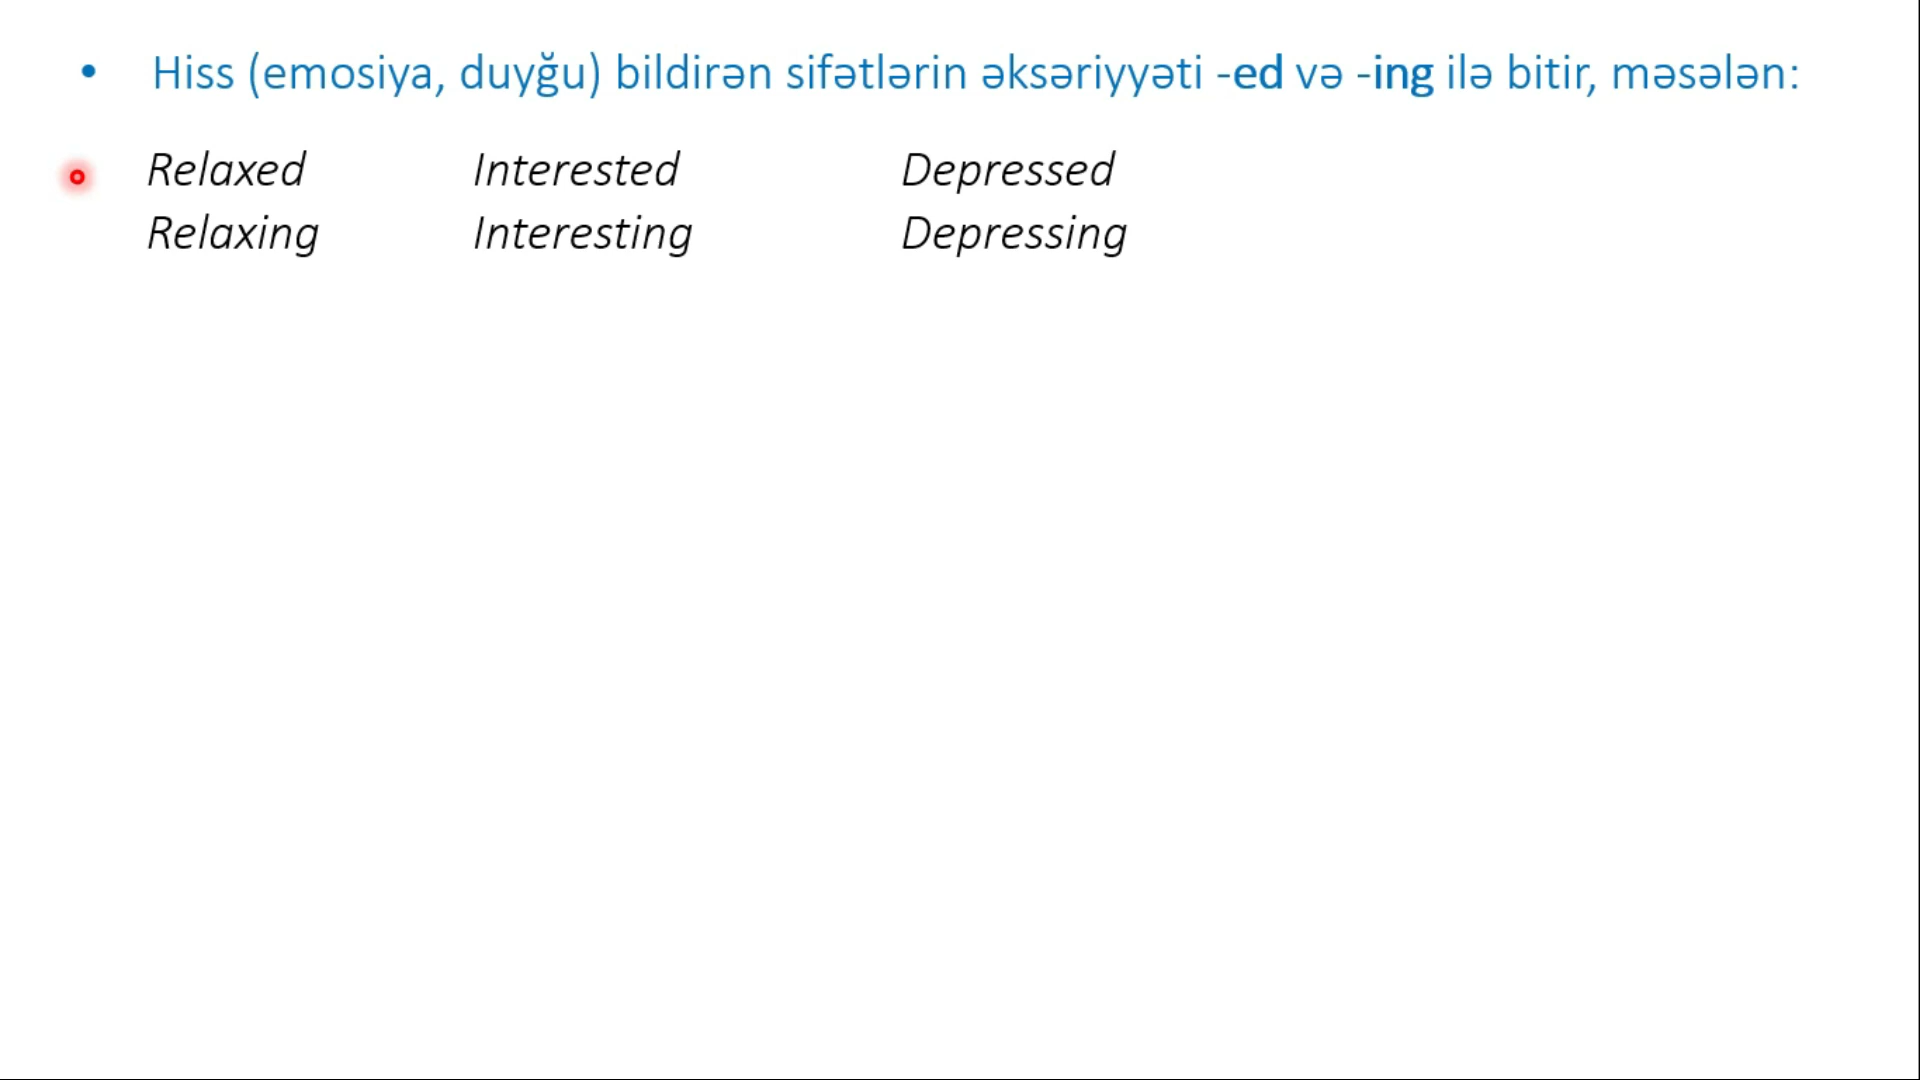 • Hiss (emosiya, duyğu) bildirən sifətlərin əksəriyyəti -ed və -ing ilə bitir, məsələn:
Relaxed Interested Depressed
Relaxing Interesting Depressing